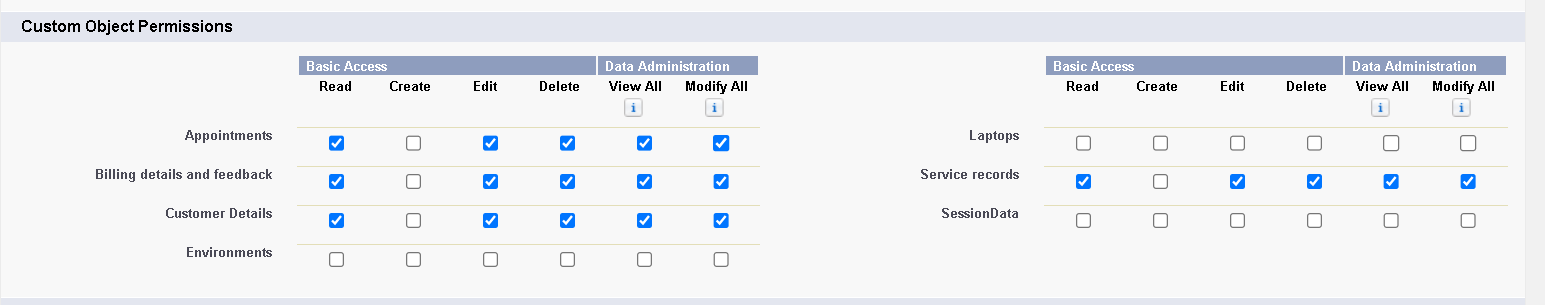 Custom Object Permissions
Basic Access Data Administration Basic Access Data Administration
Read Create Edit Delete View All Modify All Read Create Edit Delete View All Modify All
i i i i
Appointments Laptops
Billing details and feedback Service records
Customer Details SessionData
Environments